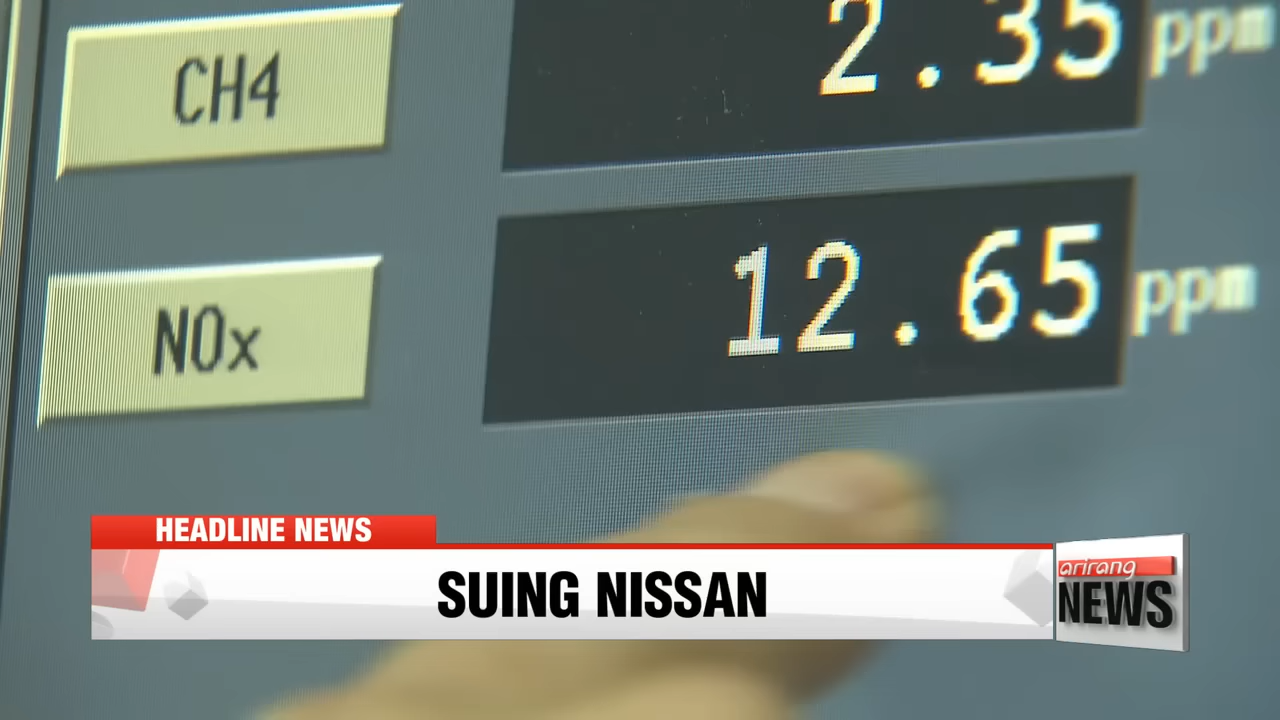 CH4 2.35 ppm
NOx 12.65 ppm
HEADLINE NEWS
SUING NISSAN
arirang
NEWS